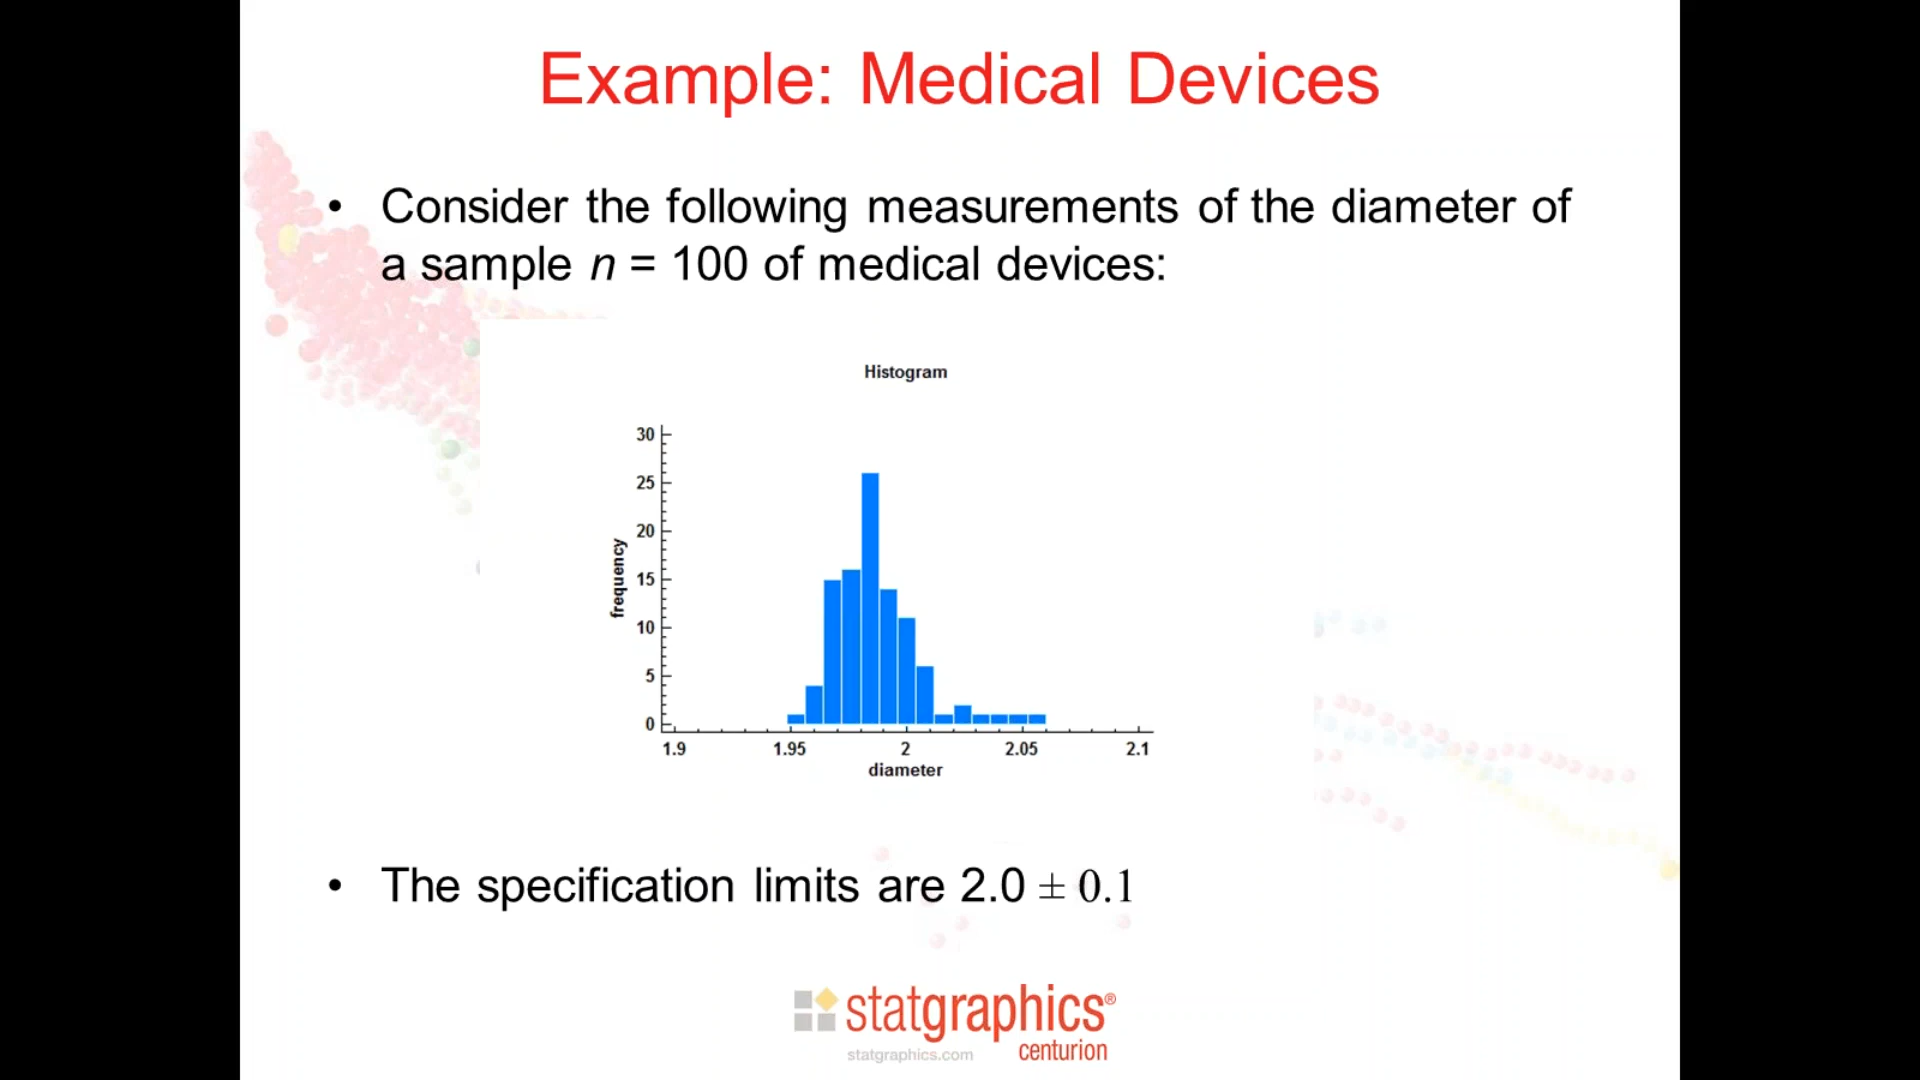 Example: Medical Devices
• Consider the following measurements of the diameter of
a sample n = 100 of medical devices:
Histogram
30
25
20
15
10
5
0
frequency
1.9 1.95 2 2.05 2.1
diameter
• The specification limits are 2.0 ± 0.1
statgraphics®
statgraphics.com centurion